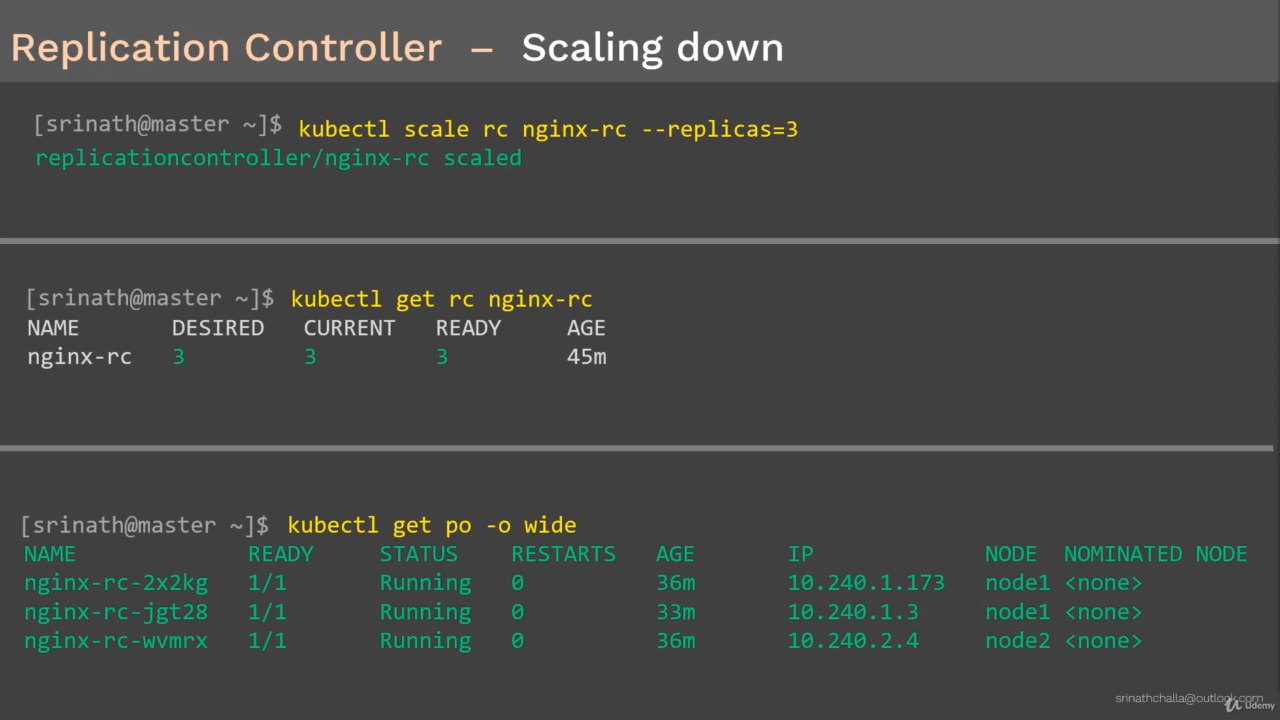 Replication Controller – Scaling down
[srinath@master ~]$ kubectl scale rc nginx-rc --replicas=3
replicationcontroller/nginx-rc scaled
[srinath@master ~]$ kubectl get rc nginx-rc
NAME DESIRED CURRENT READY AGE
nginx-rc 3 3 3 45m
[srinath@master ~]$ kubectl get po -o wide
NAME READY STATUS RESTARTS AGE IP NODE NOMINATED NODE
nginx-rc-2x2kg 1/1 Running 0 36m 10.240.1.173 node1 <none>
nginx-rc-jgt28 1/1 Running 0 33m 10.240.1.3 node1 <none>
nginx-rc-wvmrx 1/1 Running 0 36m 10.240.2.4 node2 <none>
srinathchalla@outlook.com
Udemy